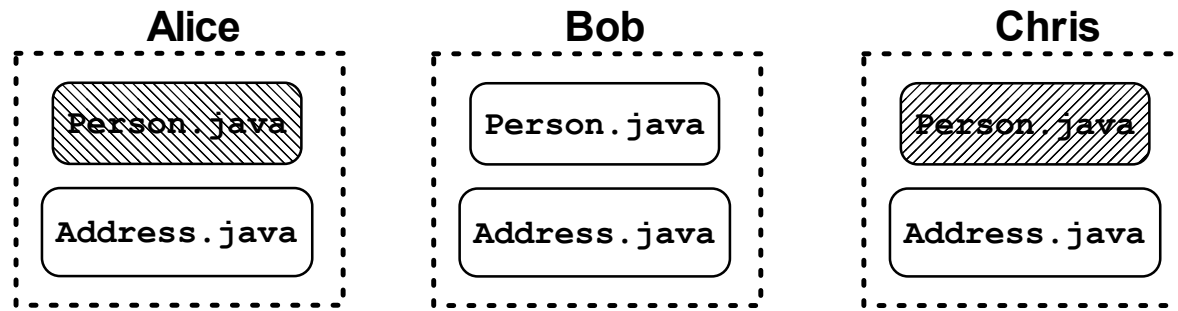 Alice Bob Chris
Person.java Person.java Person.java
Address.java Address.java Address.java